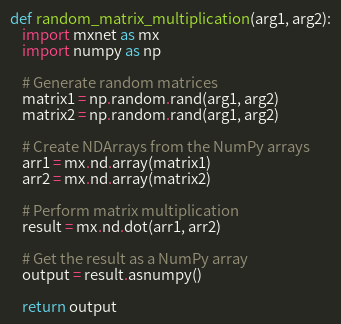 def random_matrix_multiplication(arg1, arg2):
    import mxnet as mx
    import numpy as np

    # Generate random matrices
    matrix1 = np.random.rand(arg1, arg2)
    matrix2 = np.random.rand(arg1, arg2)

    # Create NDArrays from the NumPy arrays
    arr1 = mx.nd.array(matrix1)
    arr2 = mx.nd.array(matrix2)

    # Perform matrix multiplication
    result = mx.nd.dot(arr1, arr2)

    # Get the result as a NumPy array
    output = result.asnumpy()

    return output